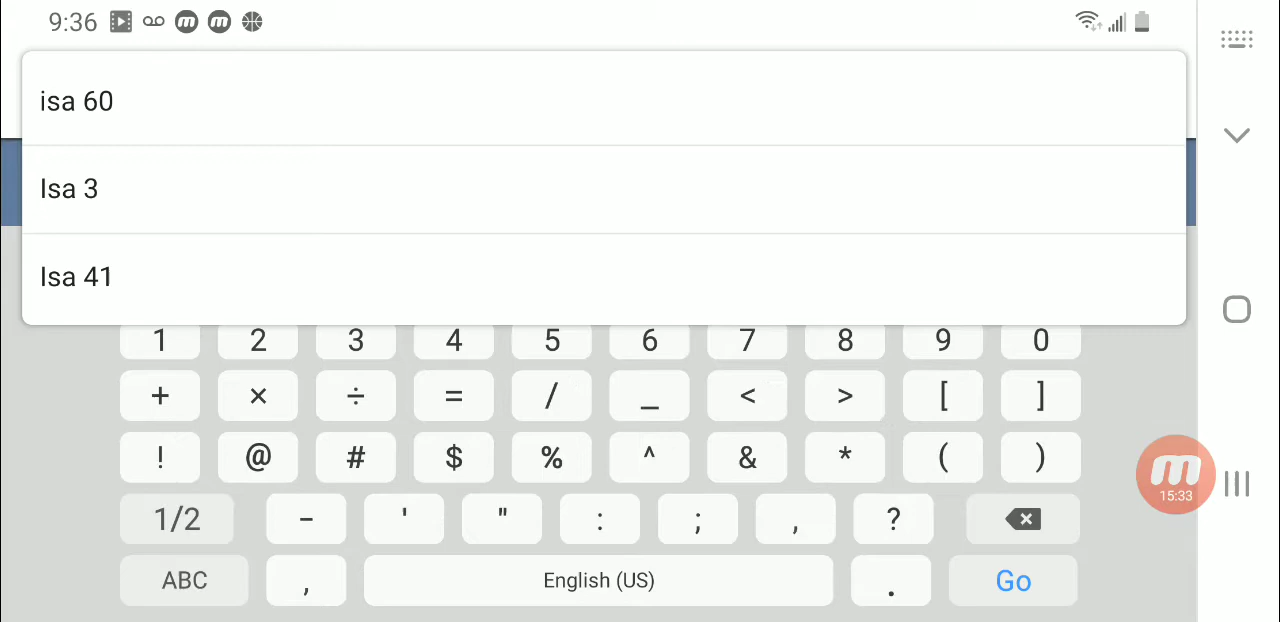 9:36
isa 60
Isa 3
Isa 41
1 2 3 4 5 6 7 8 9 0
+ × ÷ = / _ < > [ ]
! @ # $ % ^ & * ( )
1/2 - ' " : ; , ?
ABC , English (US) . Go
15:33